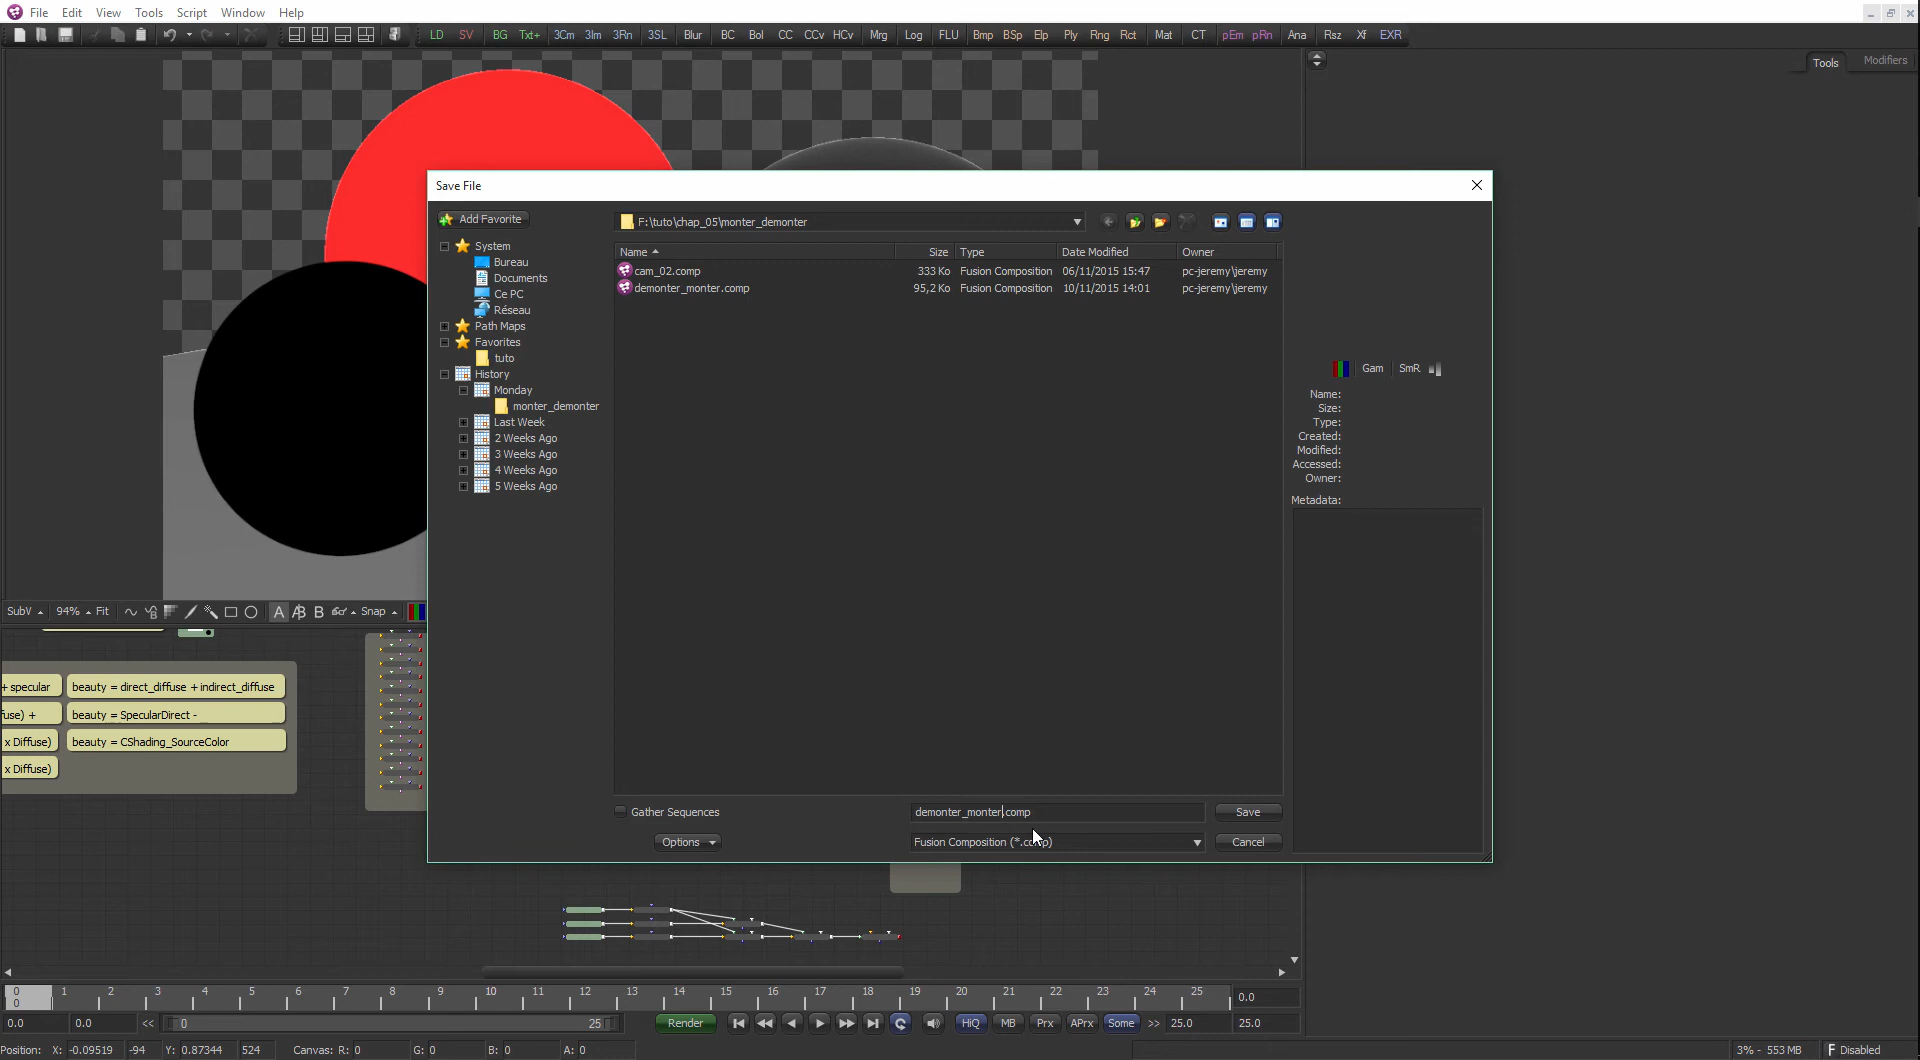 File Edit View Tools Script Window Help
LD SV BG Txt+ 3Cm 3Im 3Rn 3SL Blur BC Bol CC CCv HCv Mrg Log FLU Bmp BSp Elp Ply Rng Rct Mat CT pEm pRn Ana Rsz Xf EXR
Tools Modifiers
Save File
Add Favorite
F:\tuto\chap_05\monter_demonter
System
Bureau
Documents
Ce PC
Réseau
Path Maps
Favorites
tuto
History
Monday
monter_demonter
Last Week
2 Weeks Ago
3 Weeks Ago
4 Weeks Ago
5 Weeks Ago
Name Size Type Date Modified Owner
cam_02.comp 333 Ko Fusion Composition 06/11/2015 15:47 pc-jeremy\jeremy
demonter_monter.comp 95,2 Ko Fusion Composition 10/11/2015 14:01 pc-jeremy\jeremy
Gam SmR
Name:
Size:
Type:
Created:
Modified:
Accessed:
Owner:
Metadata:
Gather Sequences demonter_monter.comp Save
Options Fusion Composition (*.comp) Cancel
SubV 94% Fit A B B Snap
+ specular beauty = direct_diffuse + indirect_diffuse
fuse) + beauty = SpecularDirect -
x Diffuse) beauty = CShading_SourceColor
x Diffuse)
0 1 2 3 4 5 6 7 8 9 10 11 12 13 14 15 16 17 18 19 20 21 22 23 24 25
0 0.0
0.0 0.0 << 0 25 Render HiQ MB Prx APrx Some >> 25.0 25.0
Position: X: -0.09519 -94 Y: 0.87344 524 Canvas: R: 0 G: 0 B: 0 A: 0 3% - 553 MB F Disabled